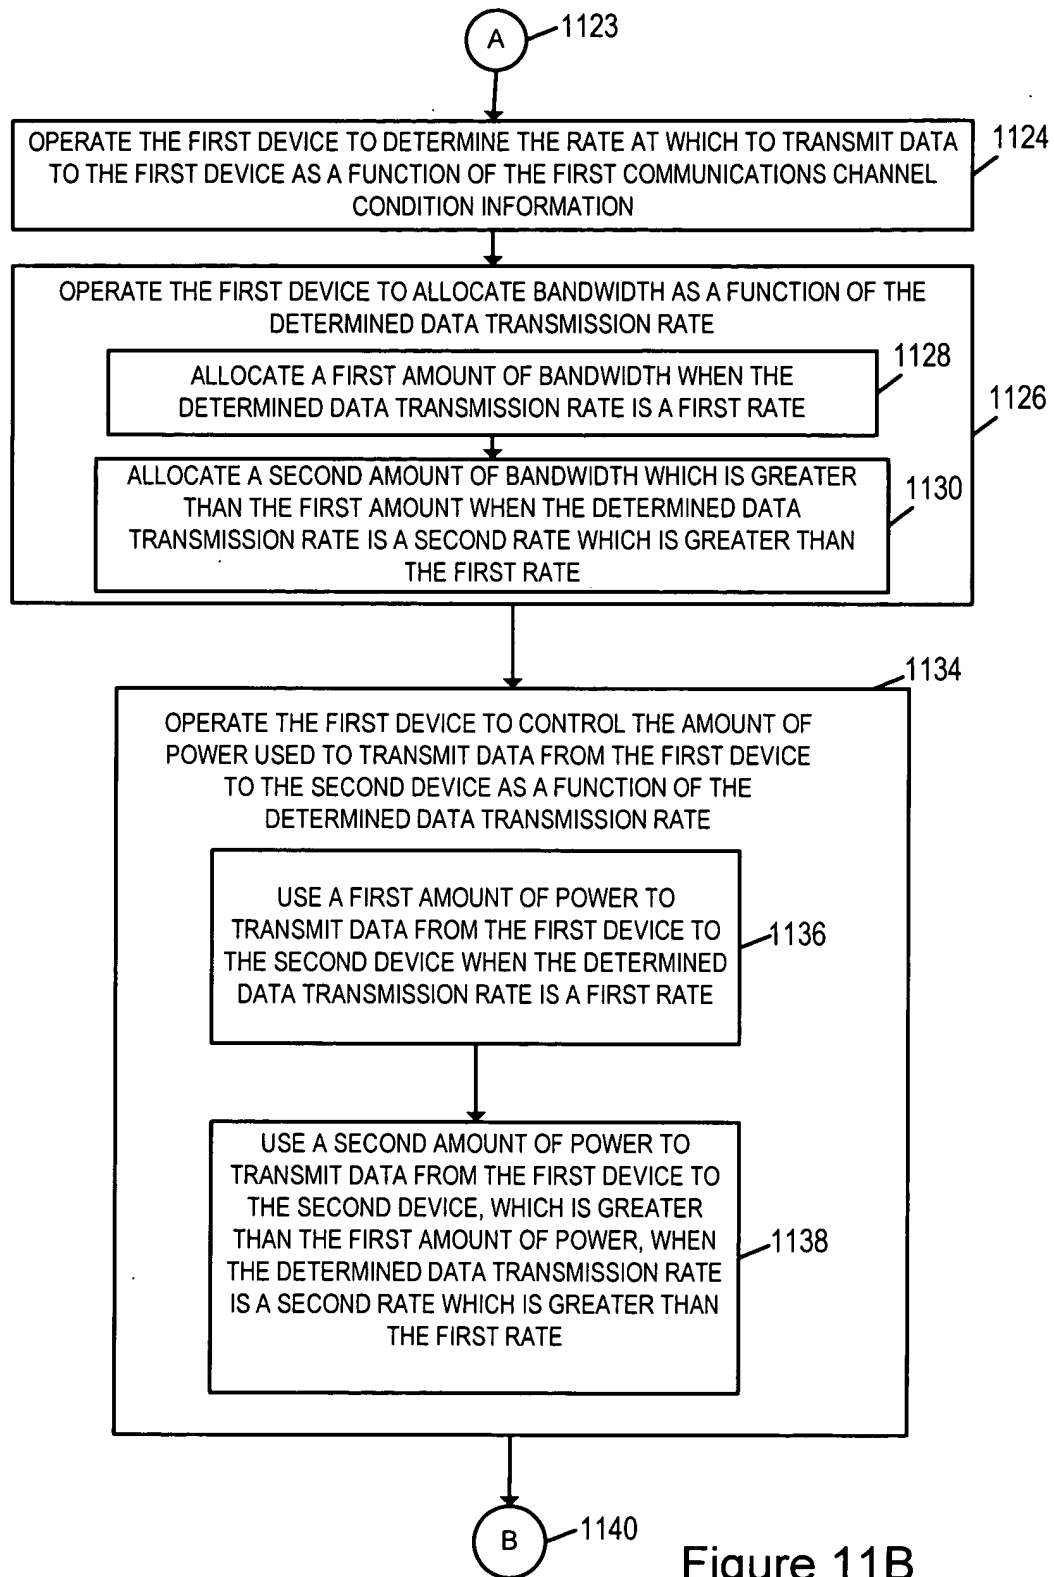 A
1123
OPERATE THE FIRST DEVICE TO DETERMINE THE RATE AT WHICH TO TRANSMIT DATA
TO THE FIRST DEVICE AS A FUNCTION OF THE FIRST COMMUNICATIONS CHANNEL
CONDITION INFORMATION
1124
OPERATE THE FIRST DEVICE TO ALLOCATE BANDWIDTH AS A FUNCTION OF THE
DETERMINED DATA TRANSMISSION RATE
1126
ALLOCATE A FIRST AMOUNT OF BANDWIDTH WHEN THE
DETERMINED DATA TRANSMISSION RATE IS A FIRST RATE
1128
ALLOCATE A SECOND AMOUNT OF BANDWIDTH WHICH IS GREATER
THAN THE FIRST AMOUNT WHEN THE DETERMINED DATA
TRANSMISSION RATE IS A SECOND RATE WHICH IS GREATER THAN
THE FIRST RATE
1130
1134
OPERATE THE FIRST DEVICE TO CONTROL THE AMOUNT OF
POWER USED TO TRANSMIT DATA FROM THE FIRST DEVICE
TO THE SECOND DEVICE AS A FUNCTION OF THE
DETERMINED DATA TRANSMISSION RATE
USE A FIRST AMOUNT OF POWER TO
TRANSMIT DATA FROM THE FIRST DEVICE TO
THE SECOND DEVICE WHEN THE DETERMINED
DATA TRANSMISSION RATE IS A FIRST RATE
1136
USE A SECOND AMOUNT OF POWER TO
TRANSMIT DATA FROM THE FIRST DEVICE TO
THE SECOND DEVICE, WHICH IS GREATER
THAN THE FIRST AMOUNT OF POWER, WHEN
THE DETERMINED DATA TRANSMISSION RATE
IS A SECOND RATE WHICH IS GREATER THAN
THE FIRST RATE
1138
B
1140
Figure 11B